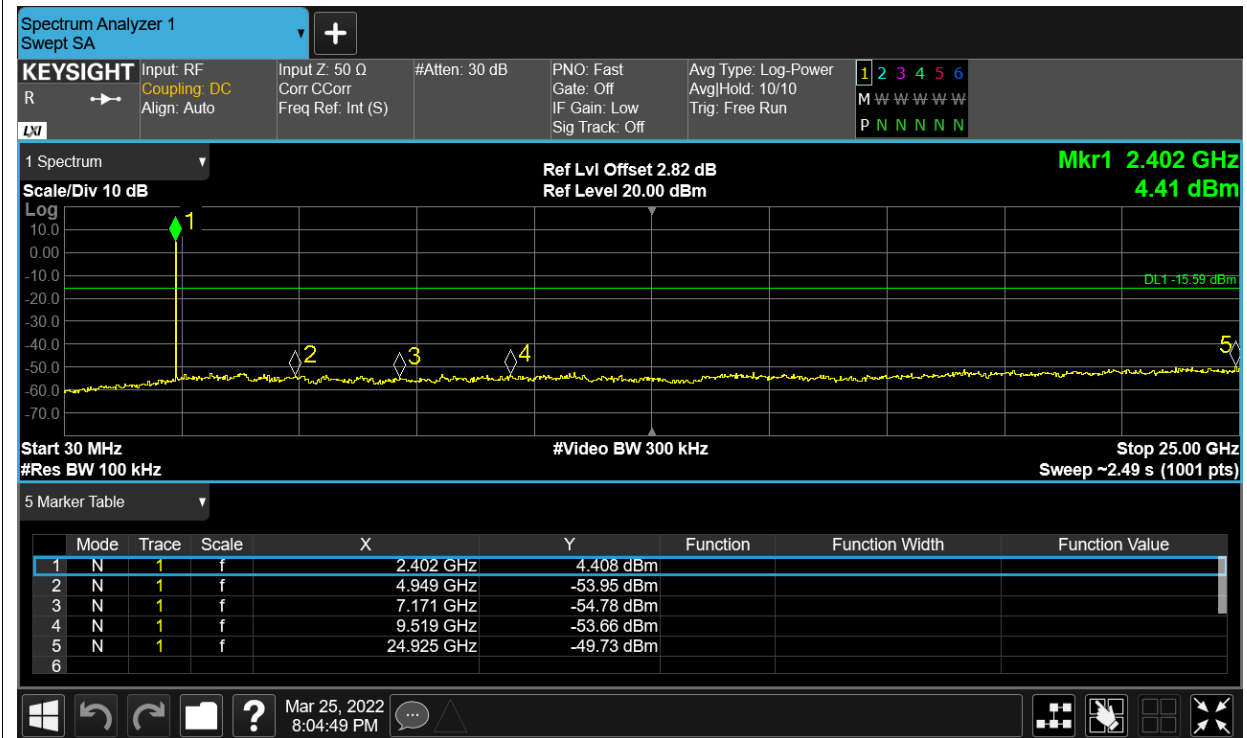 Spectrum Analyzer 1
Swept SA
+
KEYSIGHT
R
LXI
Input: RF
Coupling: DC
Align: Auto
Input Z: 50 Ω
Corr CCorr
Freq Ref: Int (S)
#Atten: 30 dB
PNO: Fast
Gate: Off
IF Gain: Low
Sig Track: Off
Avg Type: Log-Power
Avg|Hold: 10/10
Trig: Free Run
1 2 3 4 5 6
M W W W W W
P N N N N N
1 Spectrum
Scale/Div 10 dB
Ref Lvl Offset 2.82 dB
Ref Level 20.00 dBm
Mkr1 2.402 GHz
4.41 dBm
Log
10.0
0.00
-10.0
-20.0
-30.0
-40.0
-50.0
-60.0
-70.0
1
DL1 -15.59 dBm
2
3
4
5
Start 30 MHz
#Video BW 300 kHz
Stop 25.00 GHz
#Res BW 100 kHz
Sweep ~2.49 s (1001 pts)
5 Marker Table
Mode Trace Scale X Y Function Function Width Function Value
1 N 1 f 2.402 GHz 4.408 dBm
2 N 1 f 4.949 GHz -53.95 dBm
3 N 1 f 7.171 GHz -54.78 dBm
4 N 1 f 9.519 GHz -53.66 dBm
5 N 1 f 24.925 GHz -49.73 dBm
6
?
Mar 25, 2022
8:04:49 PM